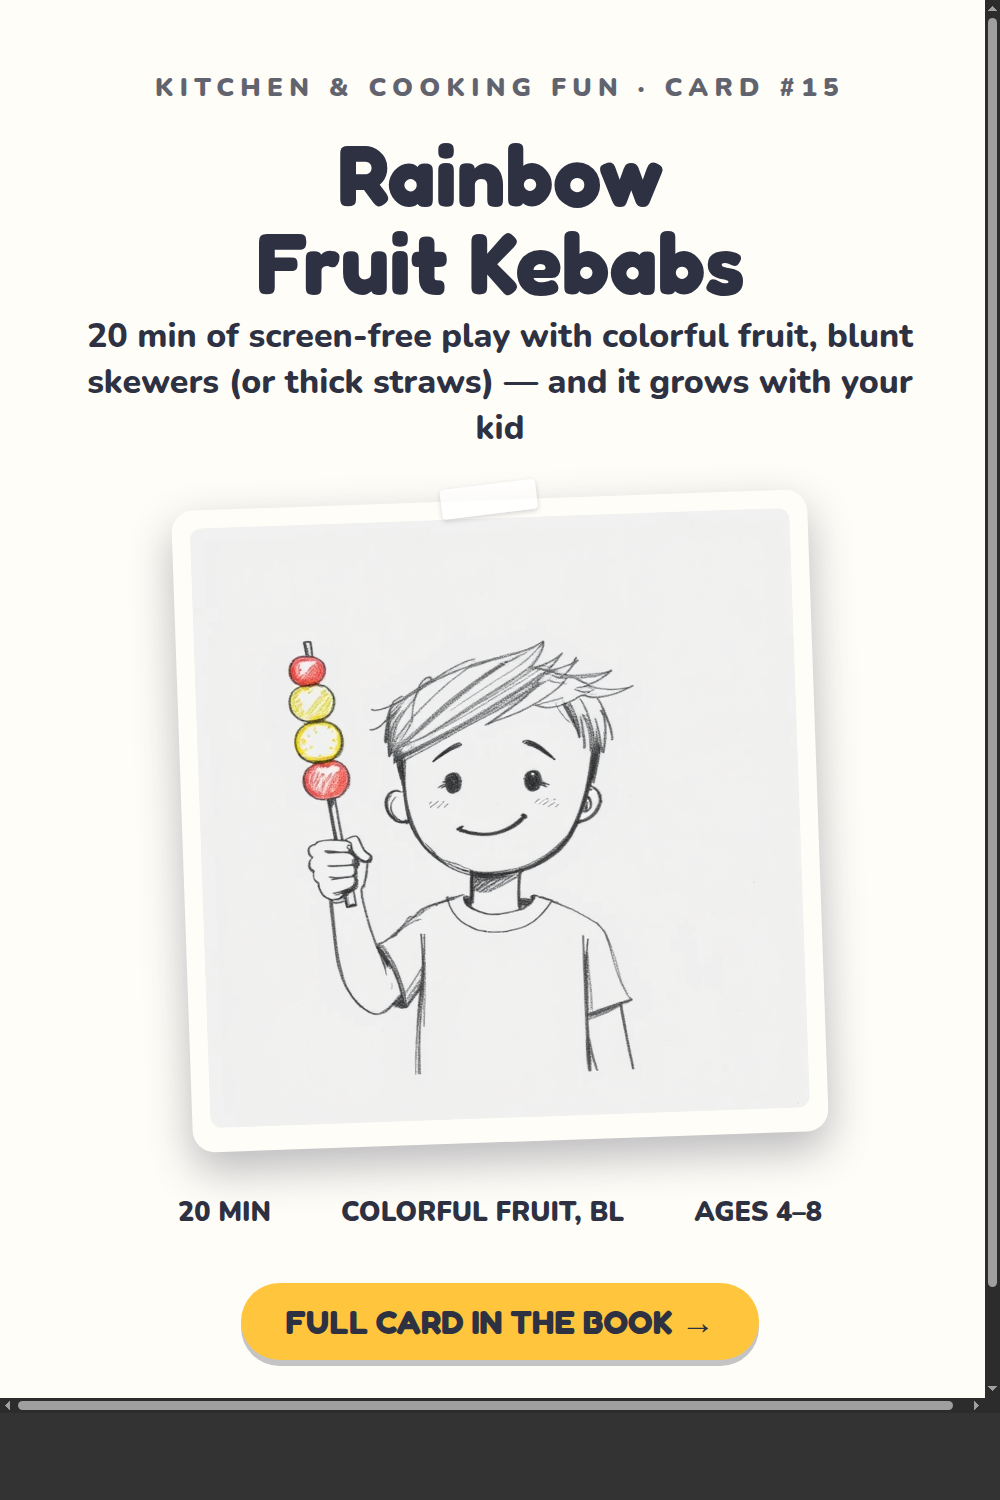 KITCHEN & COOKING FUN · CARD #15
Rainbow
Fruit Kebabs
20 min of screen-free play with colorful fruit, blunt
skewers (or thick straws) — and it grows with your
kid
20 MIN COLORFUL FRUIT, BL AGES 4–8
FULL CARD IN THE BOOK →